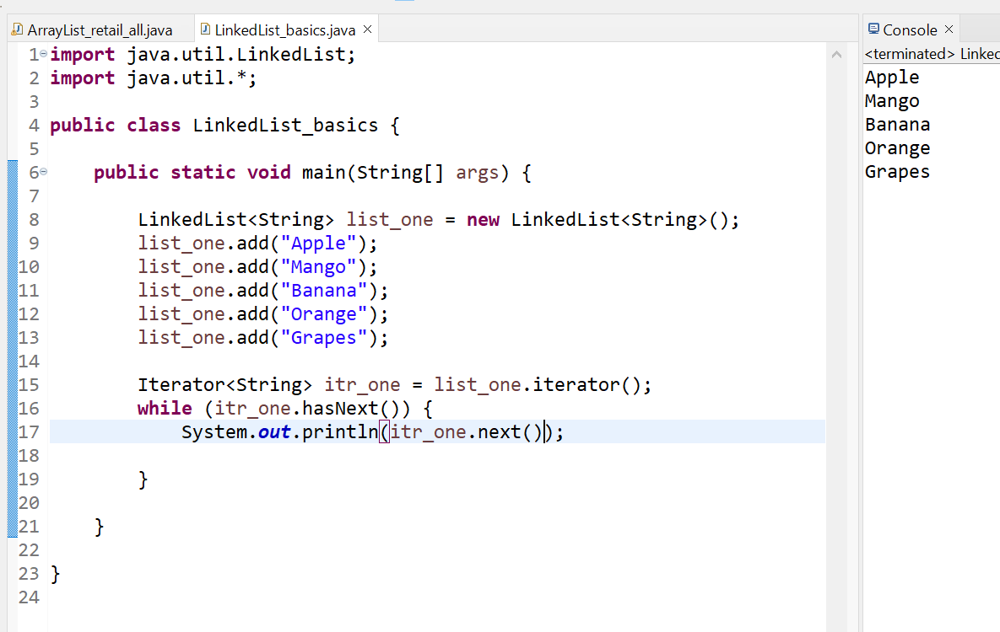 ArrayList_retail_all.java LinkedList_basics.java
1 import java.util.LinkedList;
2 import java.util.*;
3
4 public class LinkedList_basics {
5
6     public static void main(String[] args) {
7
8         LinkedList<String> list_one = new LinkedList<String>();
9         list_one.add("Apple");
10         list_one.add("Mango");
11         list_one.add("Banana");
12         list_one.add("Orange");
13         list_one.add("Grapes");
14
15         Iterator<String> itr_one = list_one.iterator();
16         while (itr_one.hasNext()) {
17             System.out.println(itr_one.next());
18
19         }
20
21     }
22
23 }
24
Console
<terminated> Linked
Apple
Mango
Banana
Orange
Grapes